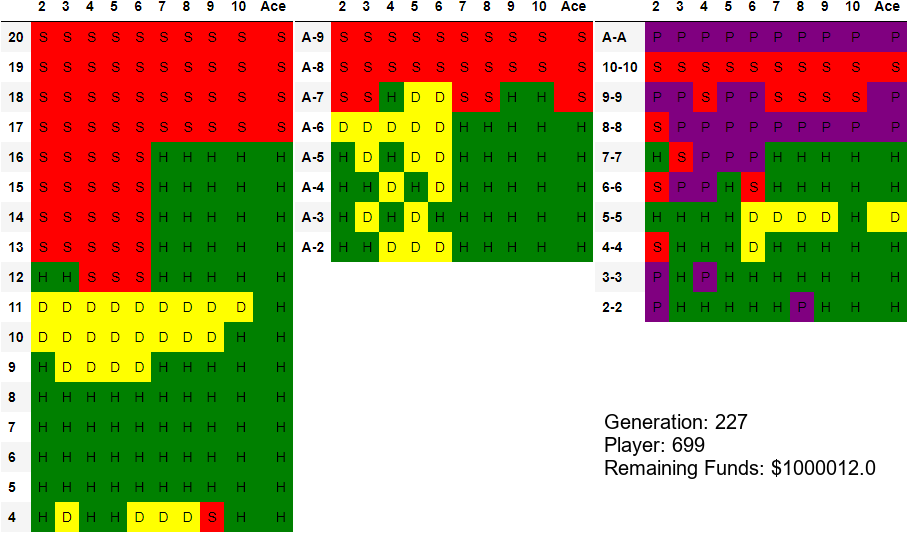 2 3 4 5 6 7 8 9 10 Ace
20 S S S S S S S S S S
19 S S S S S S S S S S
18 S S S S S S S S S S
17 S S S S S S S S S S
16 S S S S S H H H H H
15 S S S S S H H H H H
14 S S S S S H H H H H
13 S S S S S H H H H H
12 H H S S S H H H H H
11 D D D D D D D D D H
10 D D D D D D D D H H
9 H D D D D H H H H H
8 H H H H H H H H H H
7 H H H H H H H H H H
6 H H H H H H H H H H
5 H H H H H H H H H H
4 H D H H D D D S H H
2 3 4 5 6 7 8 9 10 Ace
A-9 S S S S S S S S S S
A-8 S S S S S S S S S S
A-7 S S H D D S S H H S
A-6 D D D D D H H H H H
A-5 H D H D D H H H H H
A-4 H H D H D H H H H H
A-3 H D H D H H H H H H
A-2 H H D D D H H H H H
2 3 4 5 6 7 8 9 10 Ace
A-A P P P P P P P P P P
10-10 S S S S S S S S S S
9-9 P P S P P S S S S P
8-8 S P P P P P P P P P
7-7 H S P P P H H H H H
6-6 S P P H S H H H H H
5-5 H H H H D D D D H D
4-4 S H H H D H H H H H
3-3 P H P H H H H H H H
2-2 P H H H H H P H H H
Generation: 227
Player: 699
Remaining Funds: $1000012.0